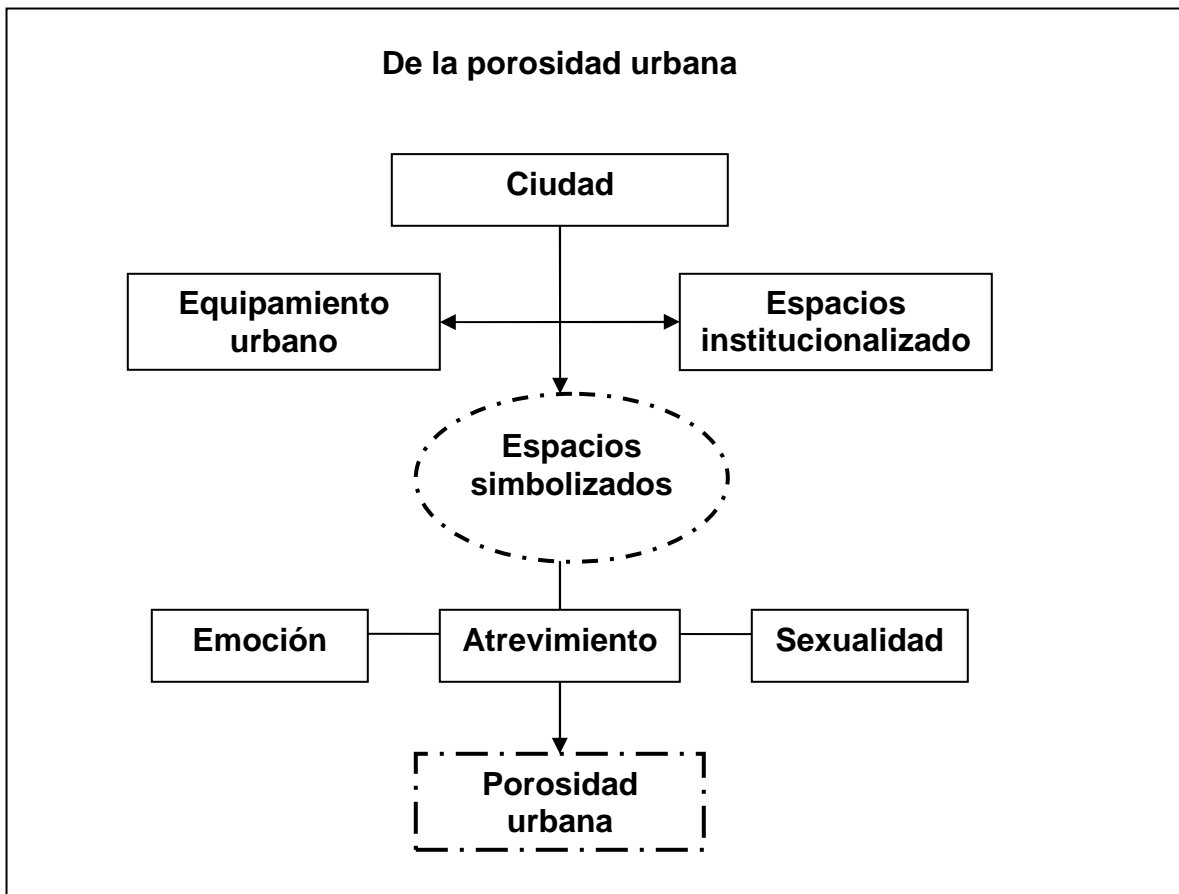 De la porosidad urbana
Ciudad
Equipamiento
urbano
Espacios
institucionalizado
Espacios
simbolizados
Emoción
Atrevimiento
Sexualidad
Porosidad
urbana